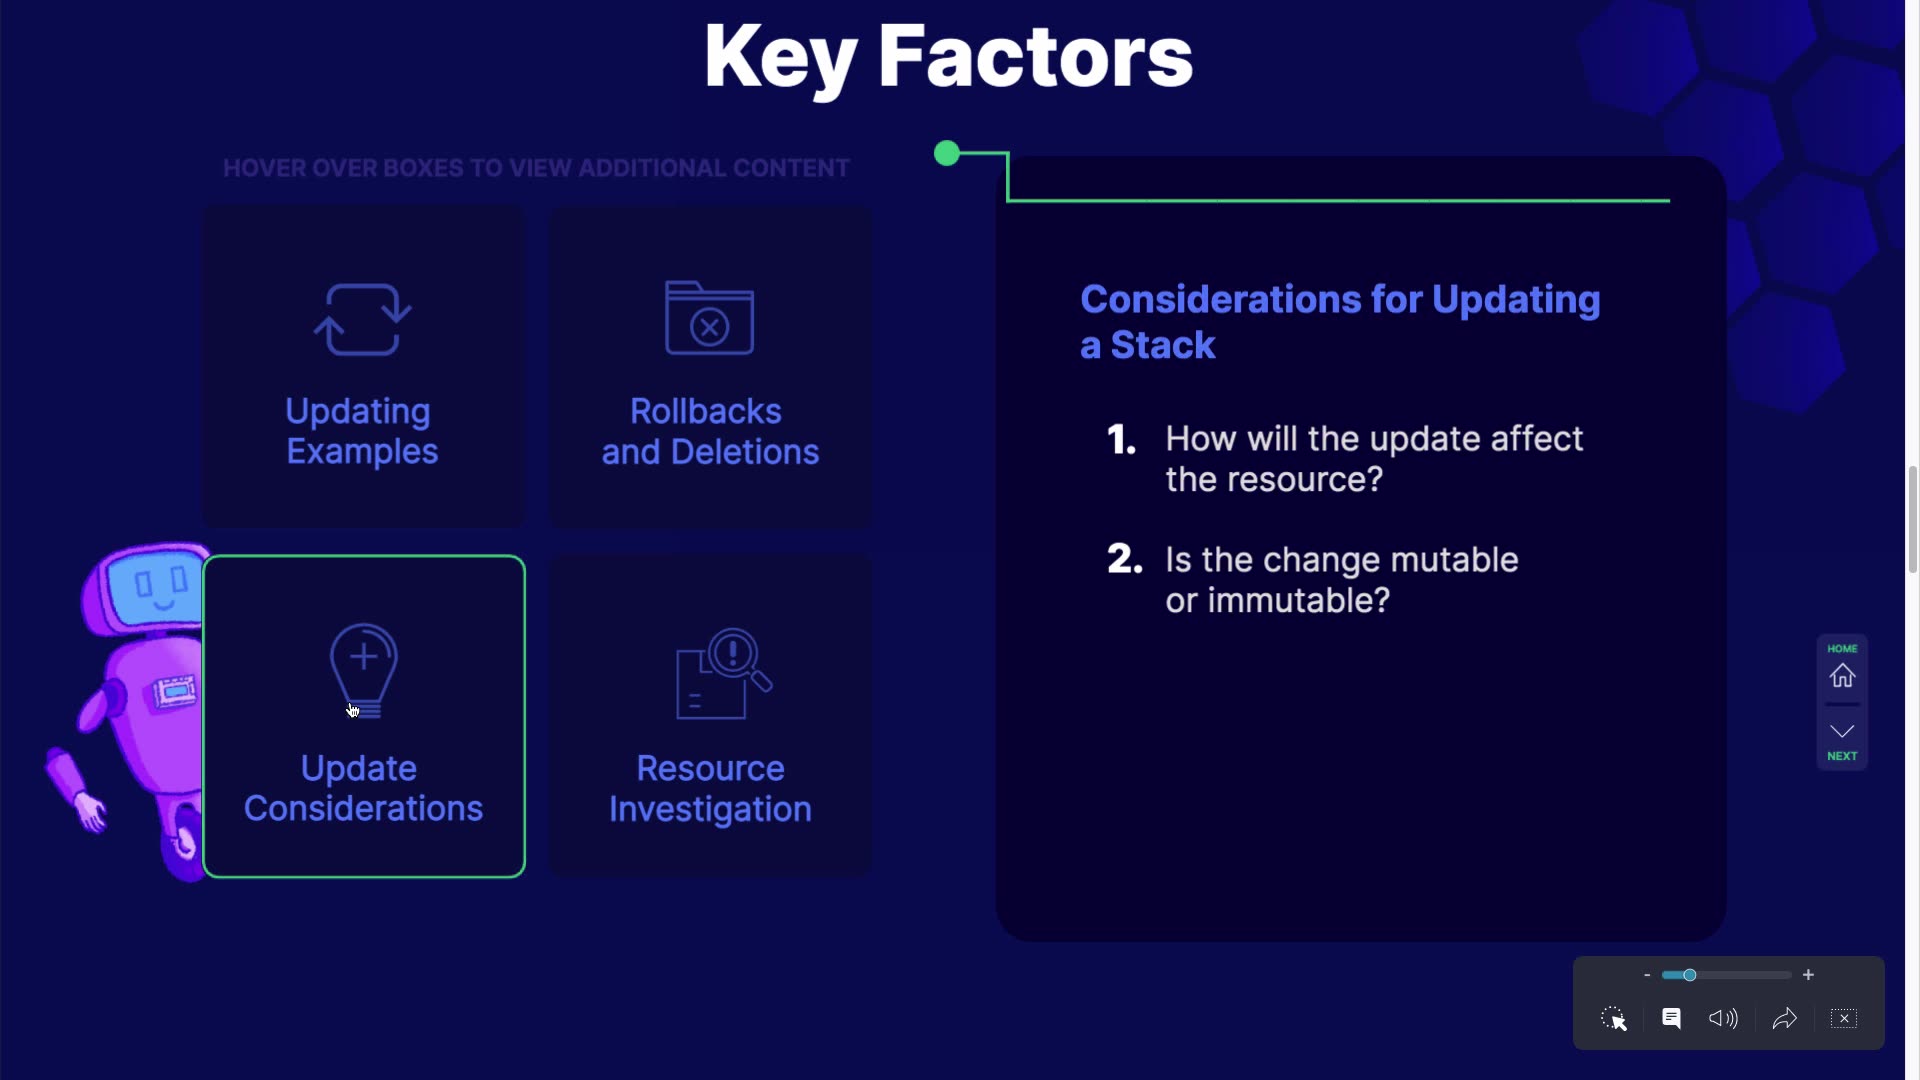 Key Factors
HOVER OVER BOXES TO VIEW ADDITIONAL CONTENT
Updating
Examples
Rollbacks
and Deletions
Update
Considerations
Resource
Investigation
Considerations for Updating
a Stack
1. How will the update affect
the resource?
2. Is the change mutable
or immutable?
HOME
NEXT
- +